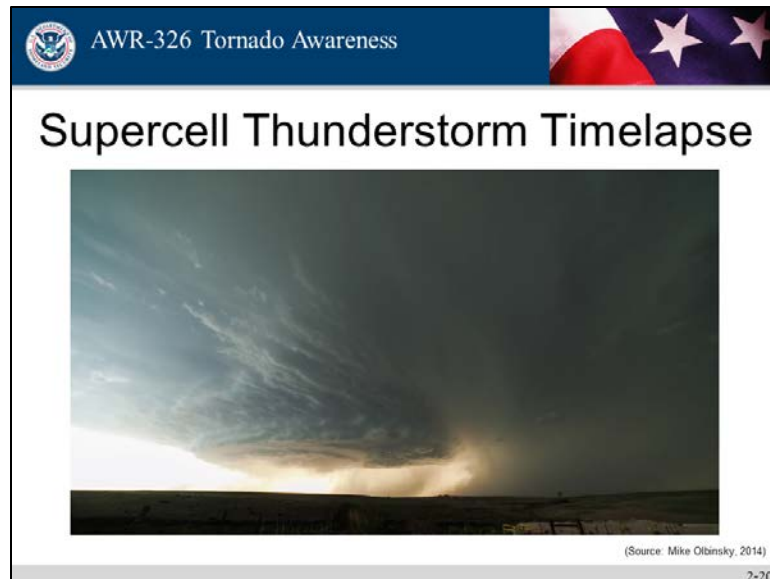 AWR-326 Tornado Awareness
Supercell Thunderstorm Timelapse
(Source: Mike Olbinsky, 2014)